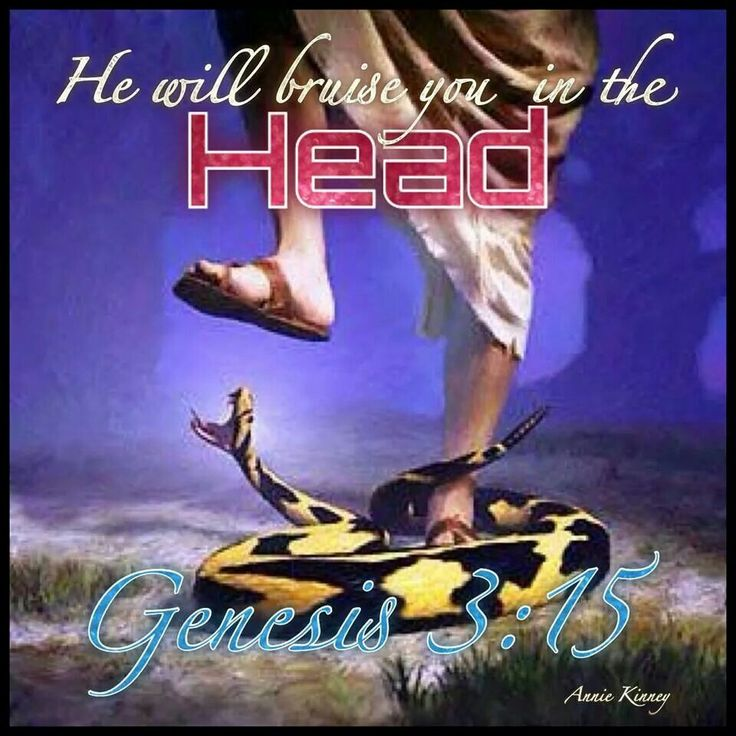 He will bruise you in the
Head
Genesis 3:15
Annie Kinney